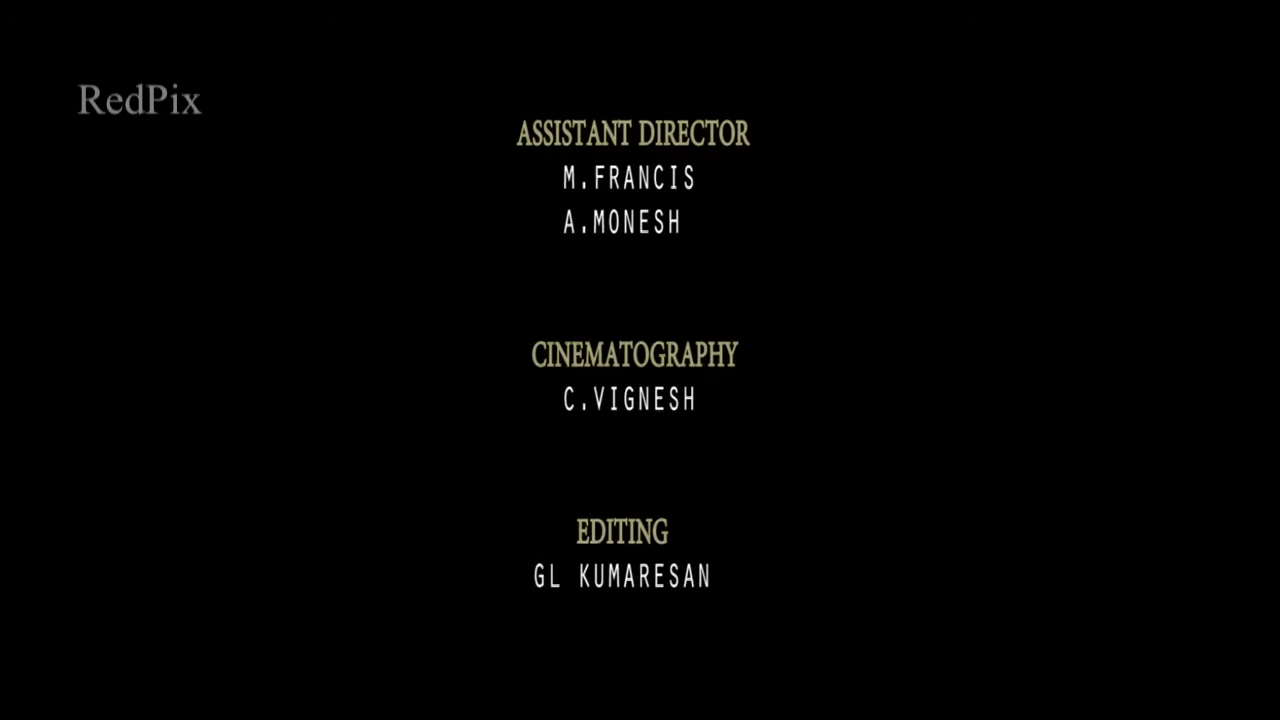 RedPix
ASSISTANT DIRECTOR
M.FRANCIS
A.MONESH
CINEMATOGRAPHY
C.VIGNESH
EDITING
GL KUMARESAN